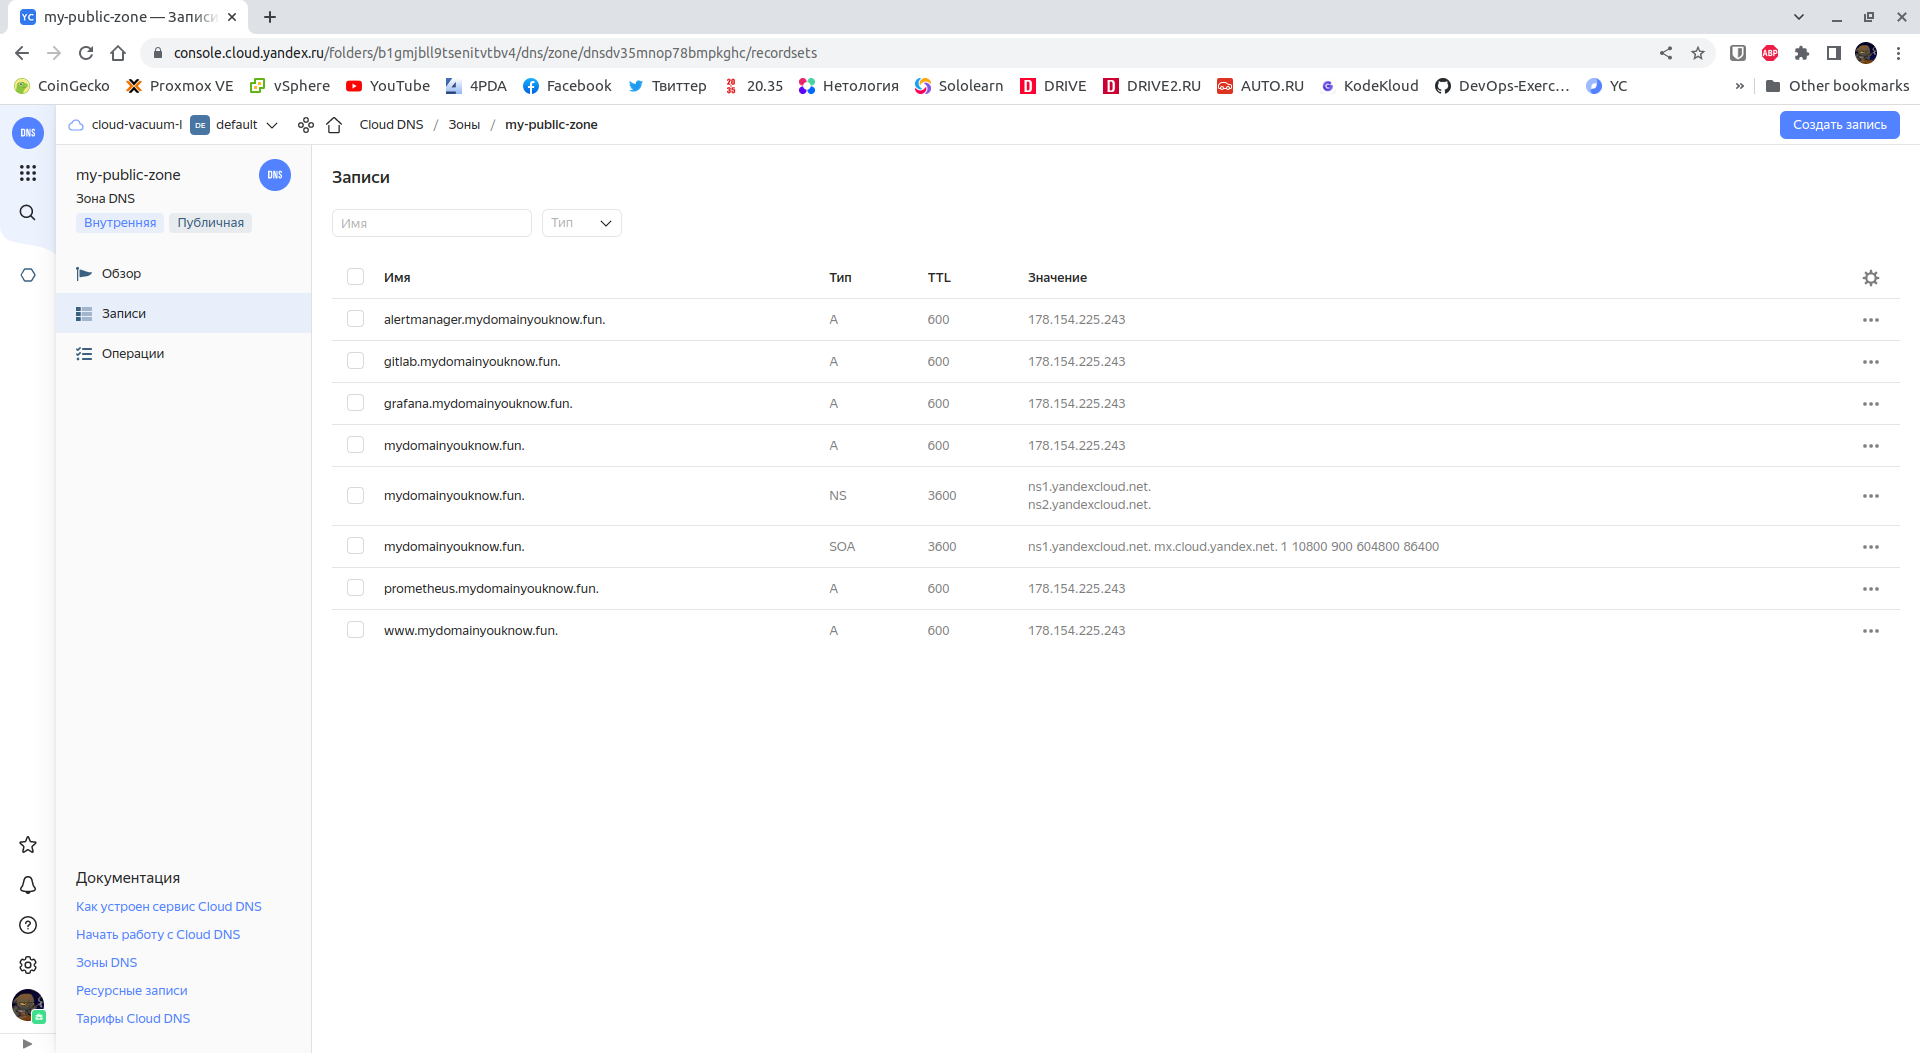 YC my-public-zone — Записи
console.cloud.yandex.ru/folders/b1gmjbll9tsenitvtbv4/dns/zone/dnsdv35mnop78bmpkghc/recordsets
ABP
CoinGecko Proxmox VE vSphere YouTube 4PDA Facebook Твиттер 20 35 20.35 Нетология Sololearn D DRIVE D DRIVE2.RU AUTO.RU G KodeKloud DevOps-Exerc… YC » Other bookmarks
DNS cloud-vacuum-l DE default Cloud DNS / Зоны / my-public-zone Создать запись
my-public-zone DNS
Зона DNS
Внутренняя Публичная
Обзор
Записи
Операции
Документация
Как устроен сервис Cloud DNS
Начать работу с Cloud DNS
Зоны DNS
Ресурсные записи
Тарифы Cloud DNS
Записи
Имя Тип
Имя Тип TTL Значение
alertmanager.mydomainyouknow.fun. A 600 178.154.225.243
gitlab.mydomainyouknow.fun. A 600 178.154.225.243
grafana.mydomainyouknow.fun. A 600 178.154.225.243
mydomainyouknow.fun. A 600 178.154.225.243
mydomainyouknow.fun. NS 3600 ns1.yandexcloud.net.
ns2.yandexcloud.net.
mydomainyouknow.fun. SOA 3600 ns1.yandexcloud.net. mx.cloud.yandex.net. 1 10800 900 604800 86400
prometheus.mydomainyouknow.fun. A 600 178.154.225.243
www.mydomainyouknow.fun. A 600 178.154.225.243